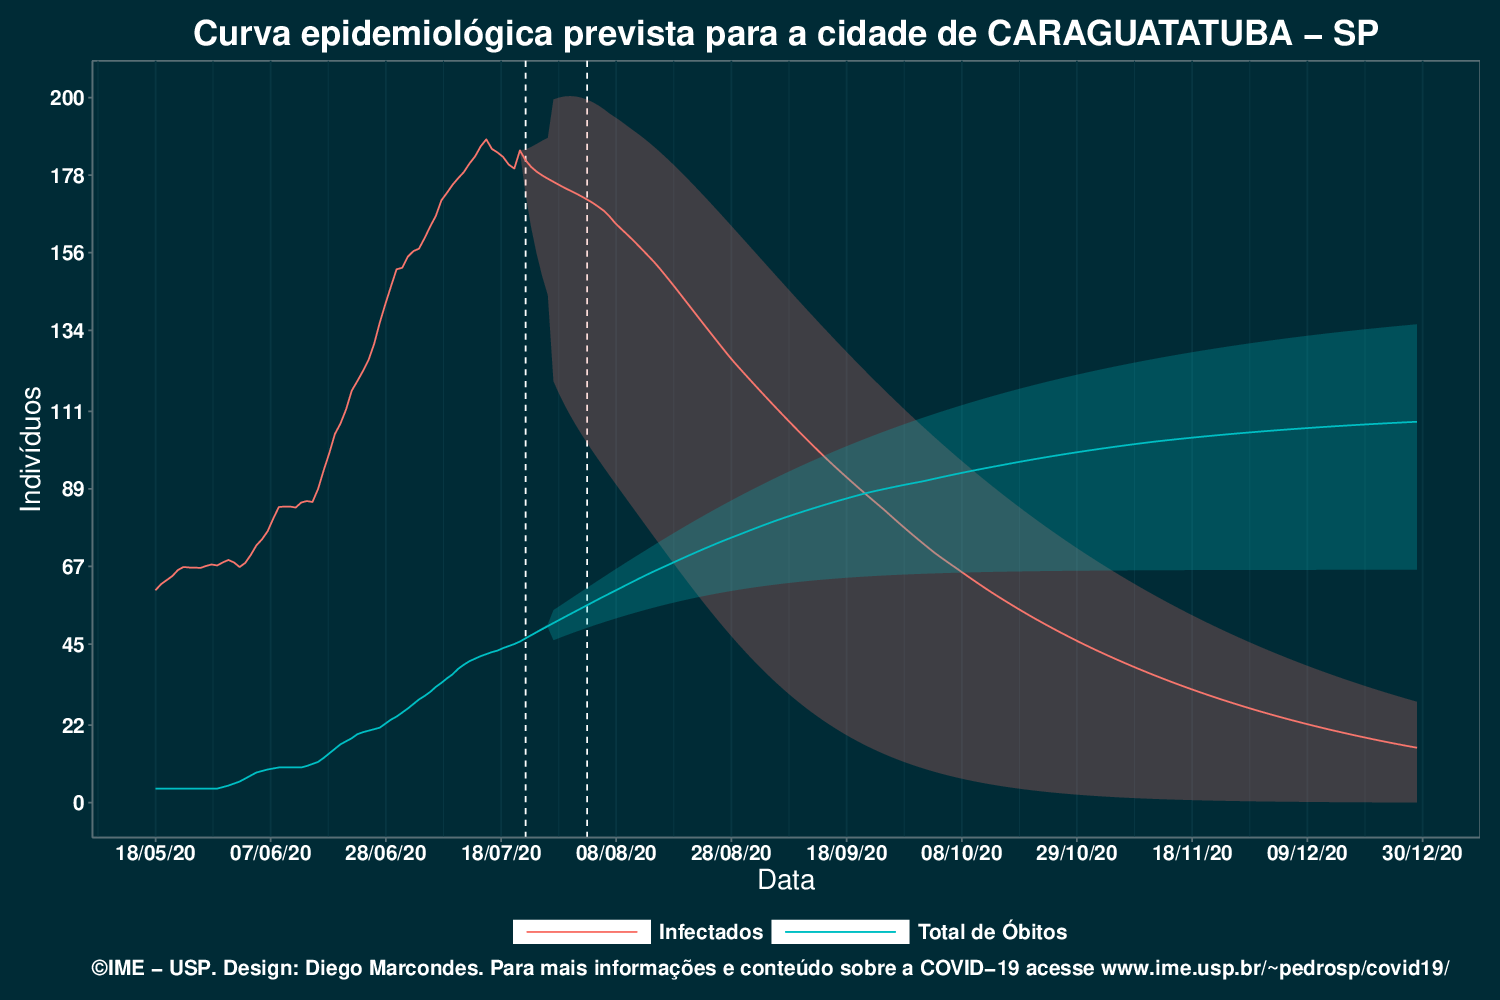 Curva epidemiológica prevista para a cidade de CARAGUATATUBA – SP
200
178
156
134
111
89
67
45
22
0
Indivíduos
18/05/20 07/06/20 28/06/20 18/07/20 08/08/20 28/08/20 18/09/20 08/10/20 29/10/20 18/11/20 09/12/20 30/12/20
Data
Infectados Total de Óbitos
©IME – USP. Design: Diego Marcondes. Para mais informações e conteúdo sobre a COVID–19 acesse www.ime.usp.br/~pedrosp/covid19/